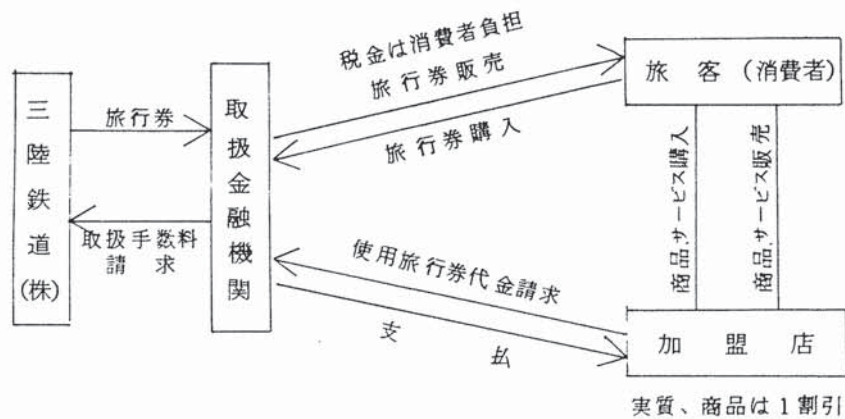 三陸鉄道(株)
旅行券
取扱手数料
請求
取扱金融機関
税金は消費者負担
旅行券販売
旅行券購入
使用旅行券代金請求
支払
旅客(消費者)
商品、サービス購入
商品、サービス販売
加盟店
実質、商品は1割引